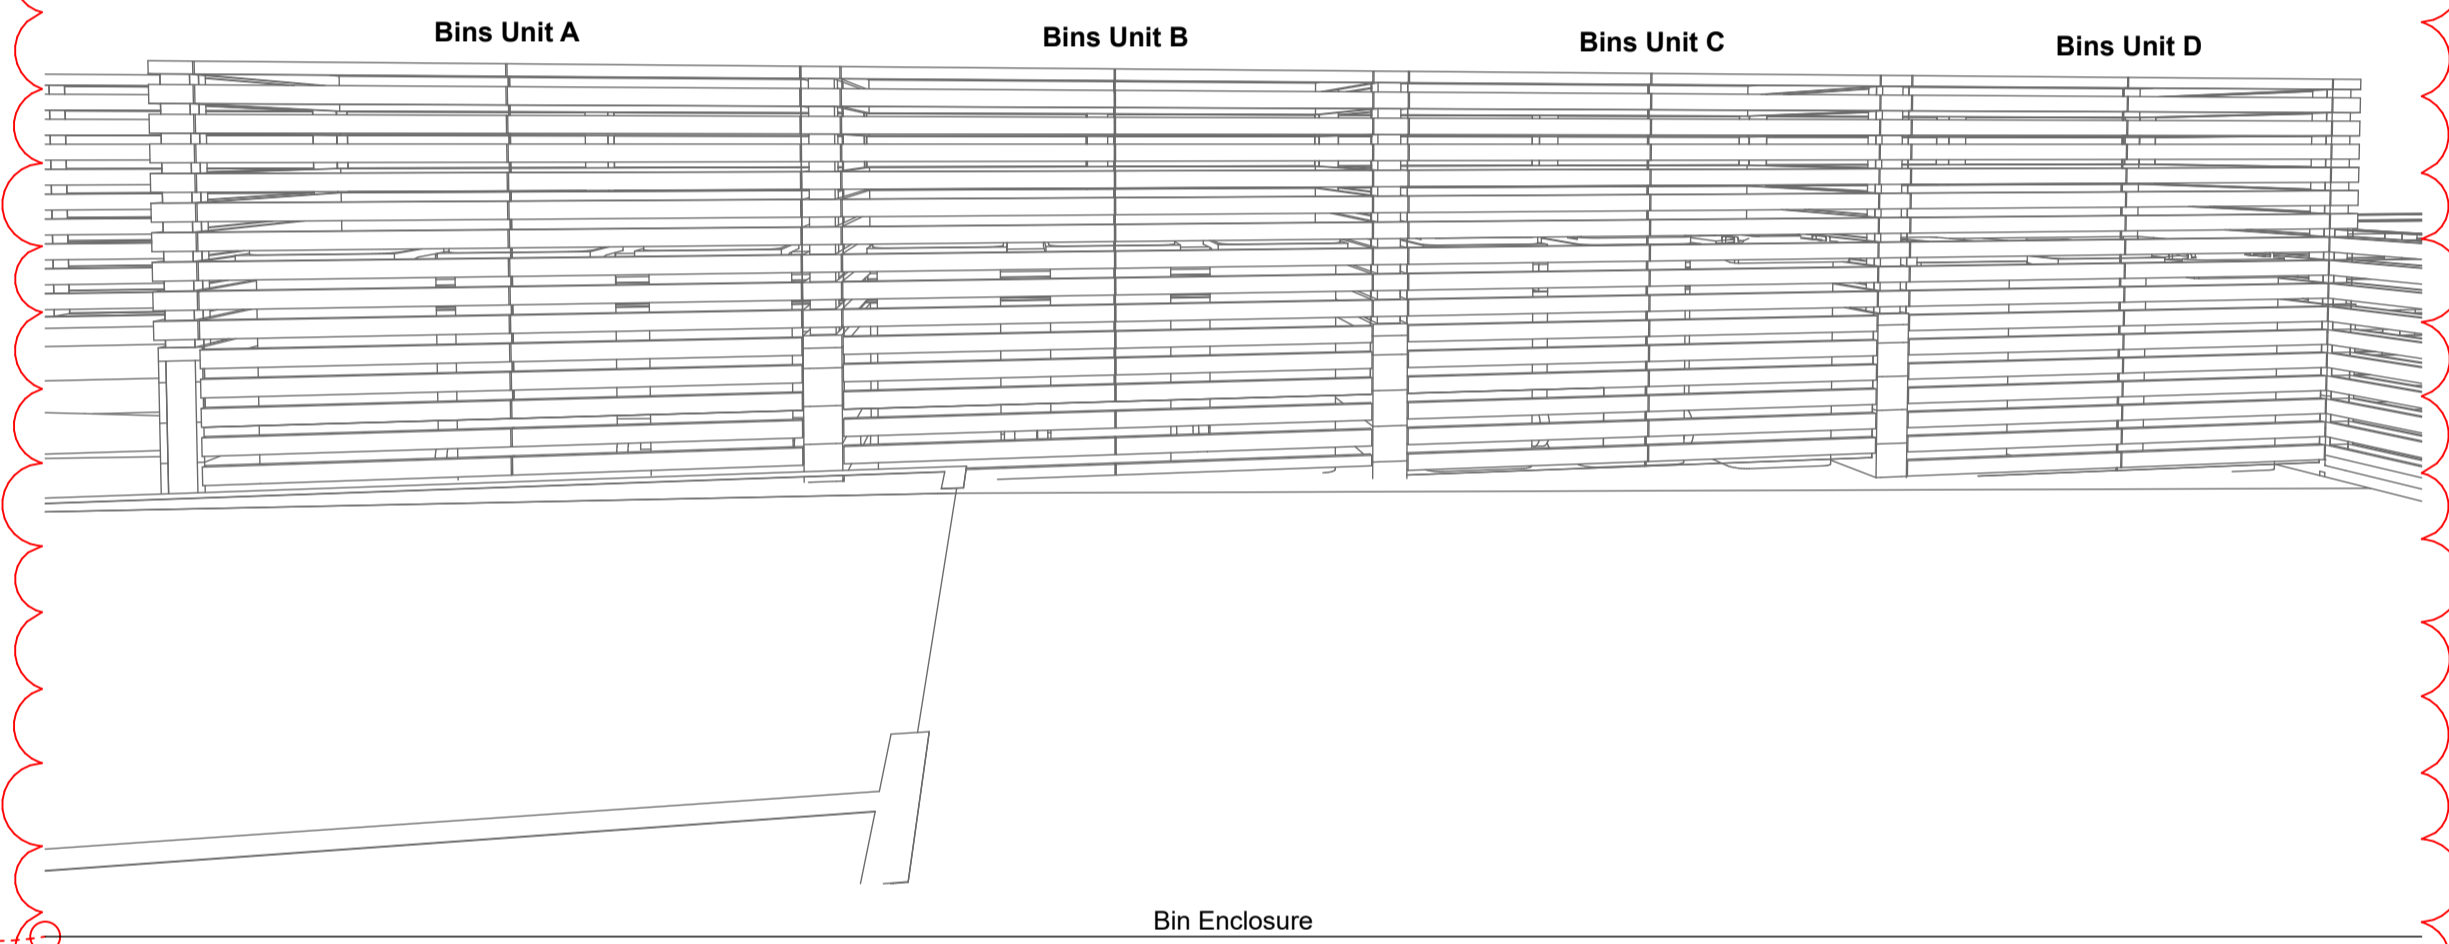 Bins Unit A
Bins Unit B
Bins Unit C
Bins Unit D
Bin Enclosure